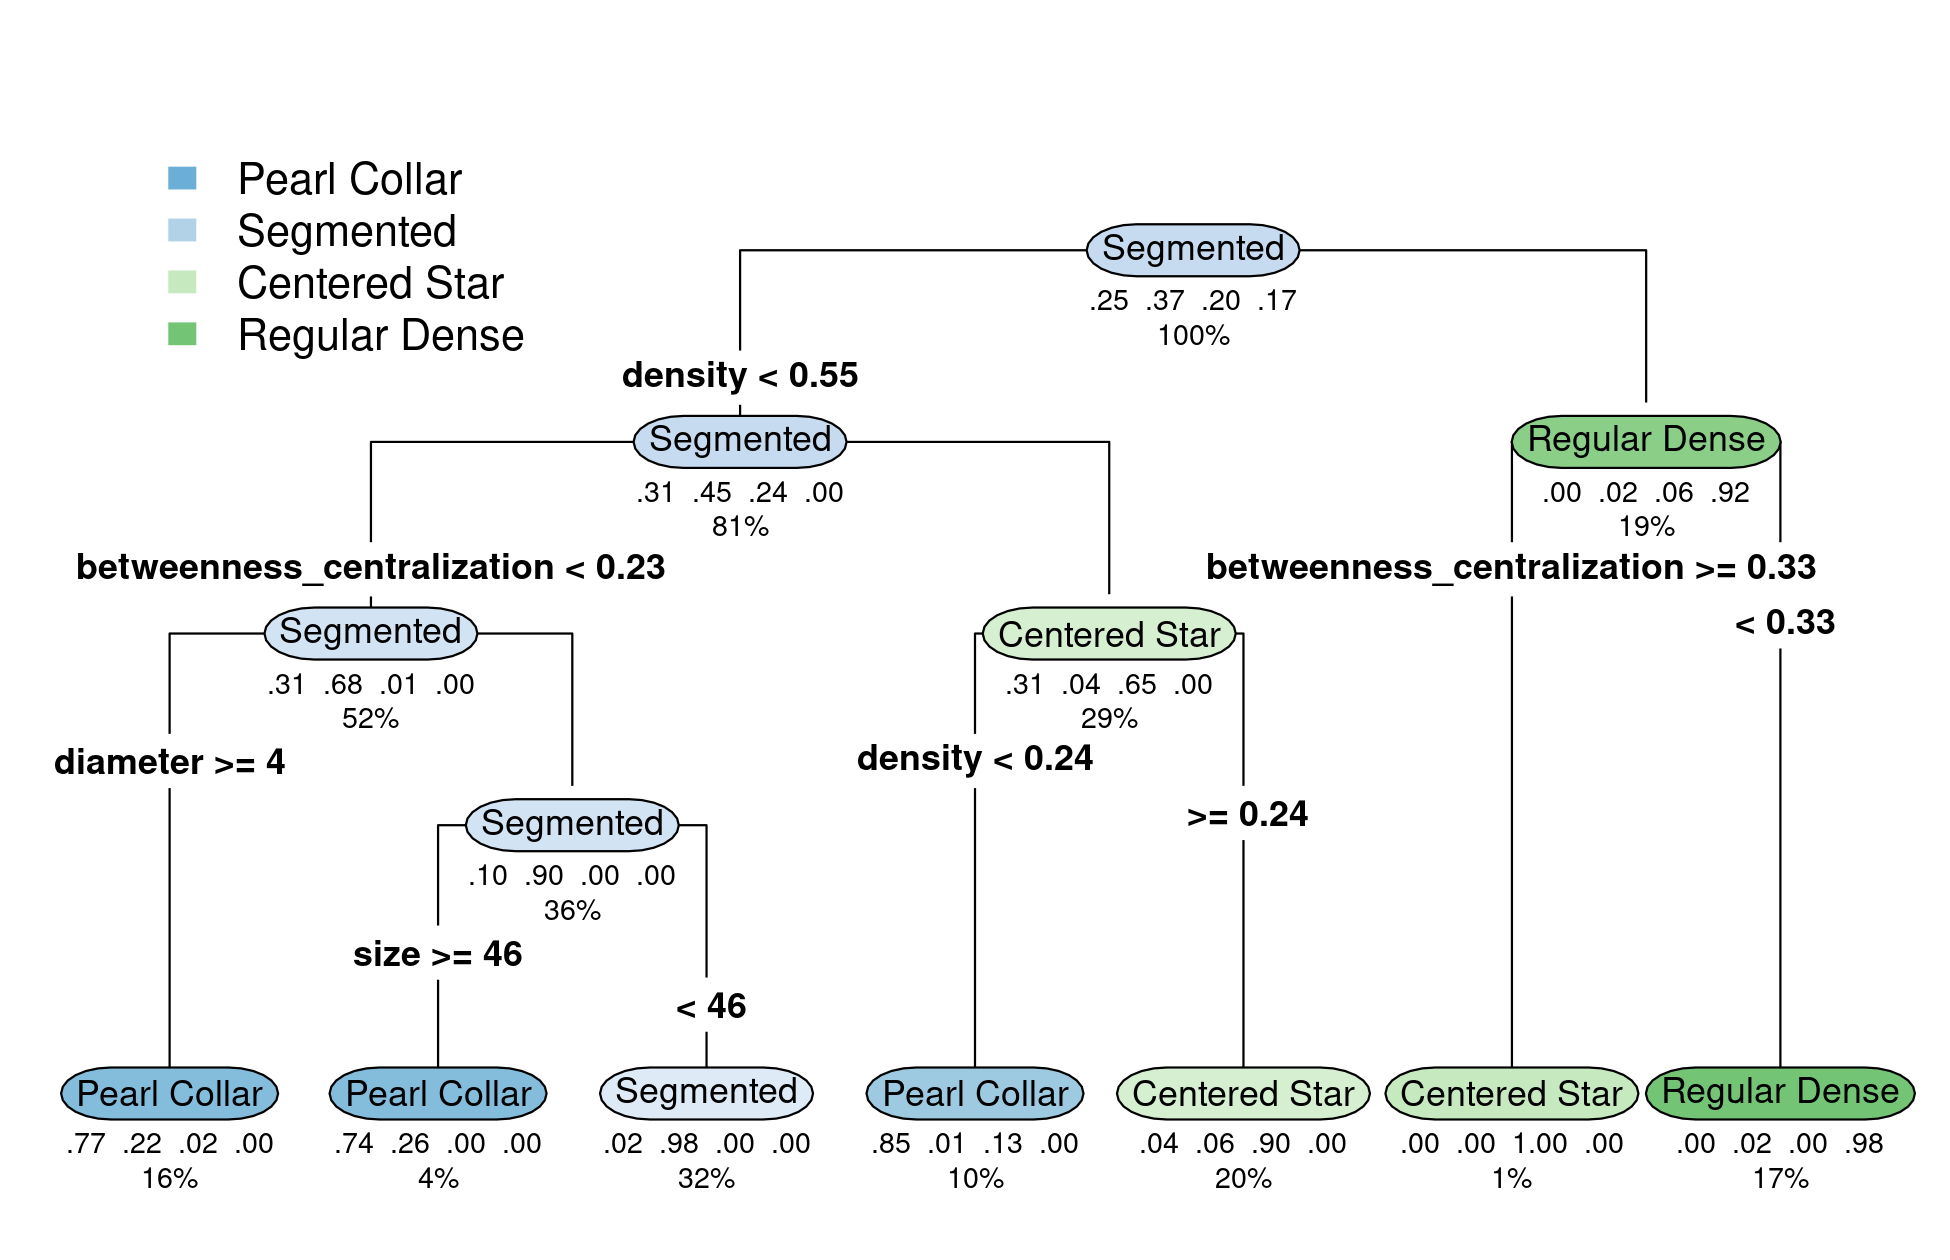 Pearl Collar
Segmented
Centered Star
Regular Dense
Segmented
.25 .37 .20 .17
100%
density < 0.55
Segmented
.31 .45 .24 .00
81%
Regular Dense
.00 .02 .06 .92
19%
betweenness_centralization < 0.23
betweenness_centralization >= 0.33
< 0.33
Segmented
.31 .68 .01 .00
52%
Centered Star
.31 .04 .65 .00
29%
diameter >= 4
density < 0.24
>= 0.24
Segmented
.10 .90 .00 .00
36%
size >= 46
< 46
Pearl Collar
.77 .22 .02 .00
16%
Pearl Collar
.74 .26 .00 .00
4%
Segmented
.02 .98 .00 .00
32%
Pearl Collar
.85 .01 .13 .00
10%
Centered Star
.04 .06 .90 .00
20%
Centered Star
.00 .00 1.00 .00
1%
Regular Dense
.00 .02 .00 .98
17%